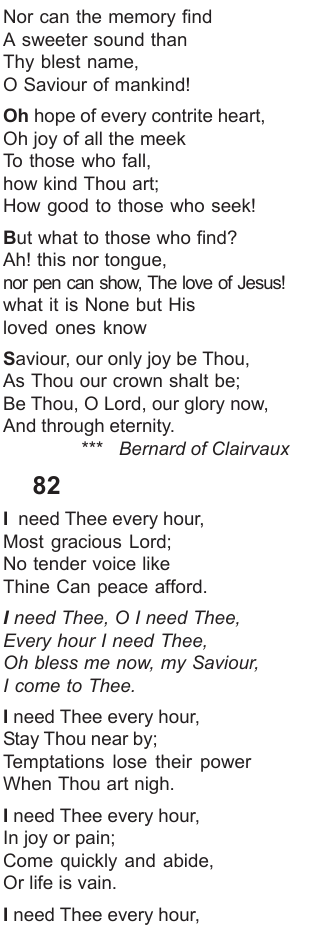 Nor can the memory find
A sweeter sound than
Thy blest name,
O Saviour of mankind!
Oh hope of every contrite heart,
Oh joy of all the meek
To those who fall,
how kind Thou art;
How good to those who seek!
But what to those who find?
Ah! this nor tongue,
nor pen can show, The love of Jesus!
what it is None but His
loved ones know
Saviour, our only joy be Thou,
As Thou our crown shalt be;
Be Thou, O Lord, our glory now,
And through eternity.
*** Bernard of Clairvaux
82
I need Thee every hour,
Most gracious Lord;
No tender voice like
Thine Can peace afford.
I need Thee, O I need Thee,
Every hour I need Thee,
Oh bless me now, my Saviour,
I come to Thee.
I need Thee every hour,
Stay Thou near by;
Temptations lose their power
When Thou art nigh.
I need Thee every hour,
In joy or pain;
Come quickly and abide,
Or life is vain.
I need Thee every hour,